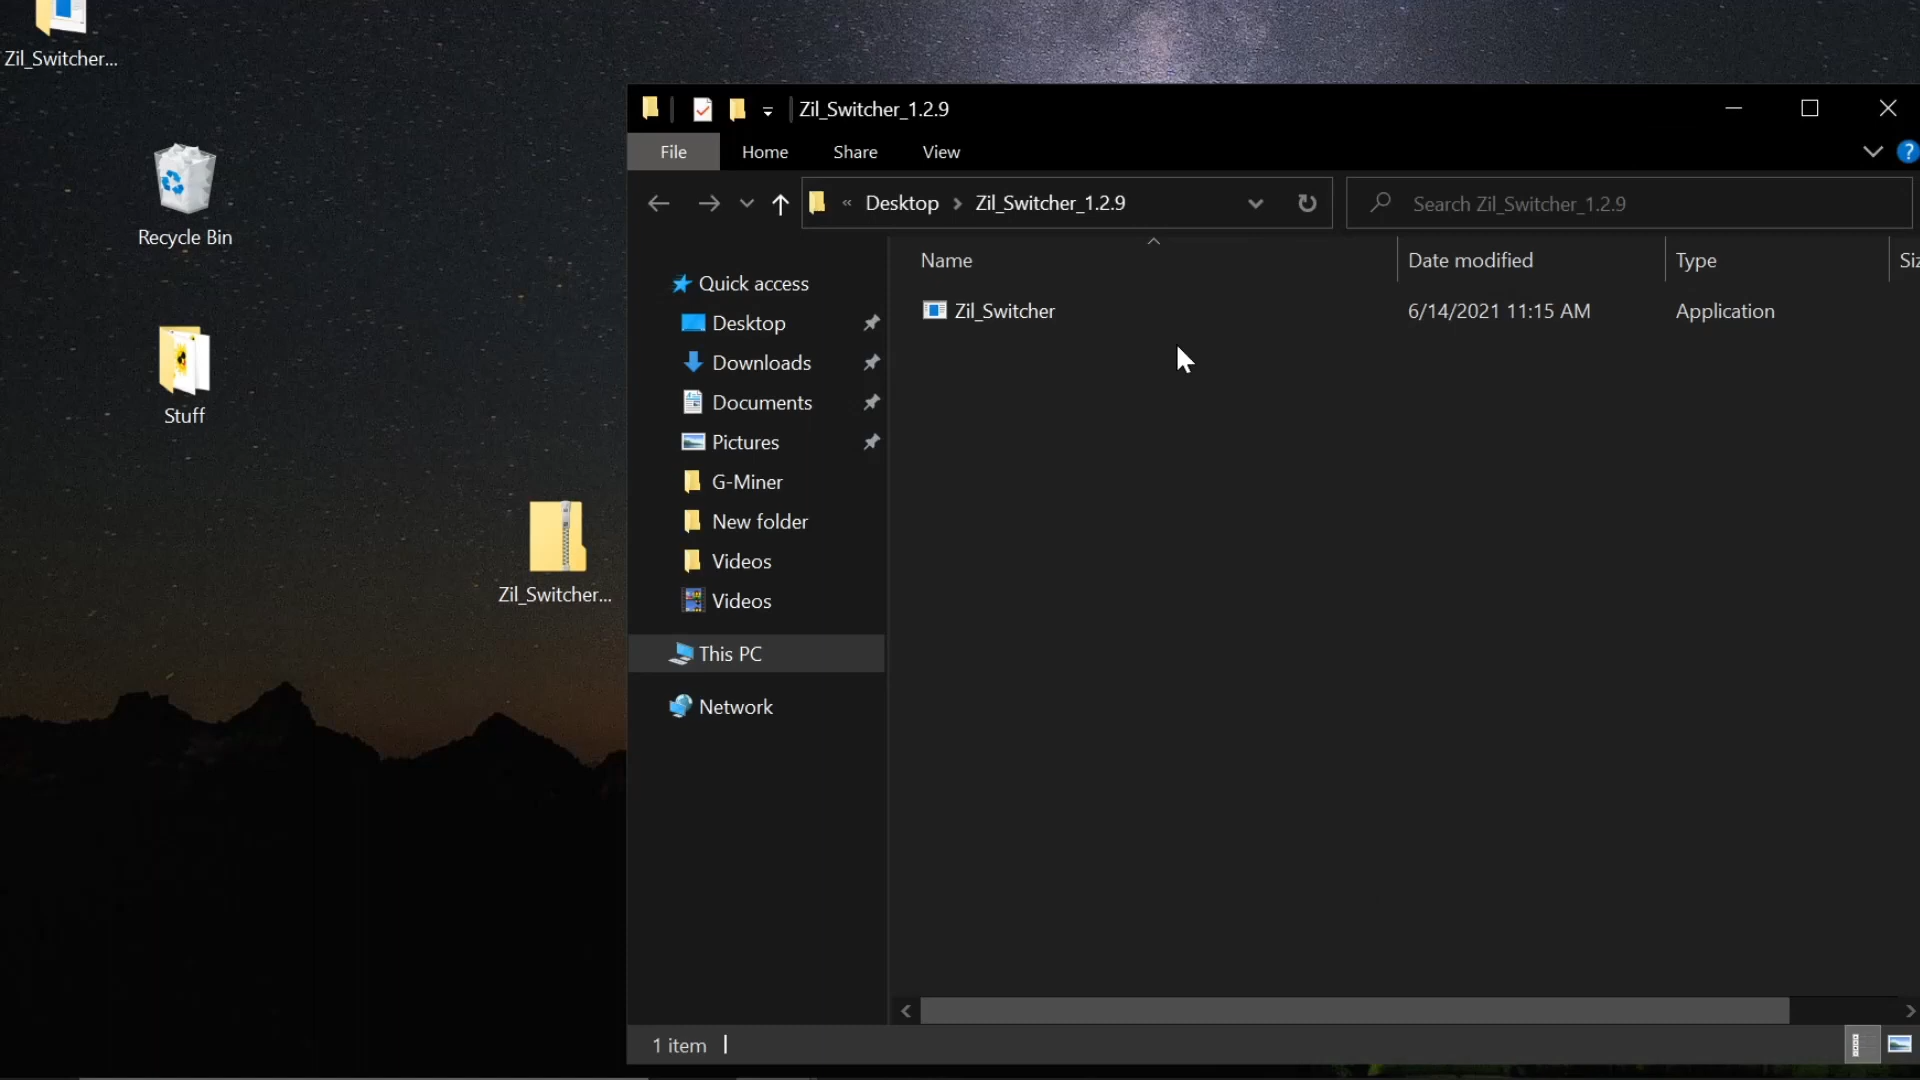 Zil_Switcher...
Recycle Bin
Stuff
Zil_Switcher...
Zil_Switcher_1.2.9
File Home Share View
?
« Desktop > Zil_Switcher_1.2.9
Search Zil_Switcher_1.2.9
Name Date modified Type Siz
Zil_Switcher 6/14/2021 11:15 AM Application
Quick access
Desktop
Downloads
Documents
Pictures
G-Miner
New folder
Videos
Videos
This PC
Network
1 item